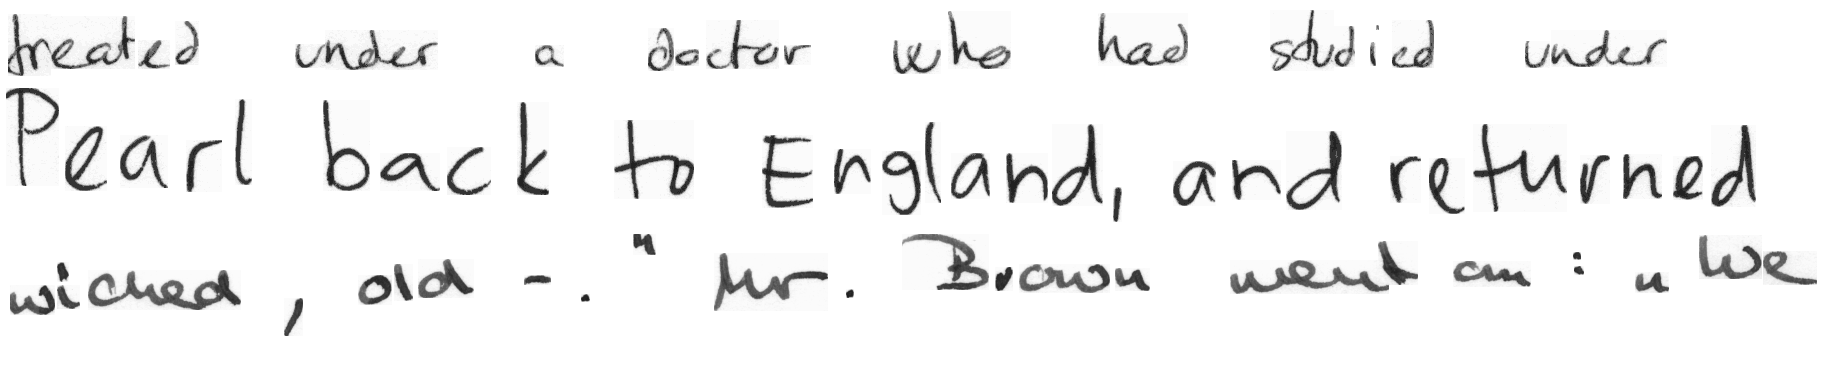 treated under a doctor who had studied under
Pearl back to England, and returned
wicked, old -. " Mr. Brown went on : " We